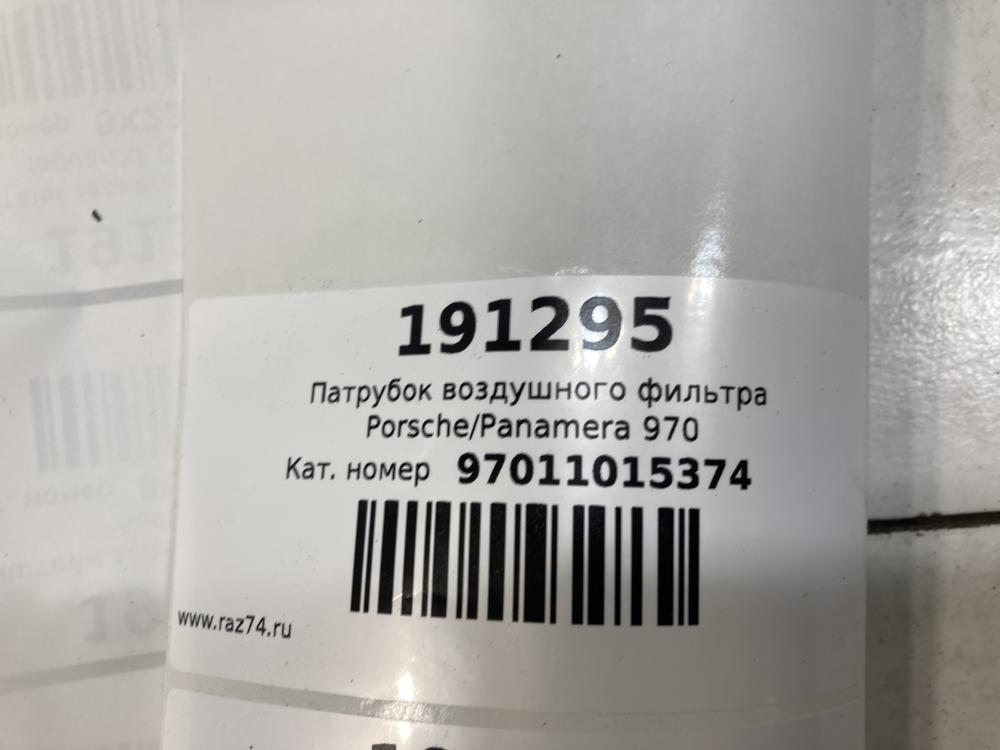 191295
Патрубок воздушного фильтра
Porsche/Panamera 970
Кат. номер 97011015374
www.raz74.ru